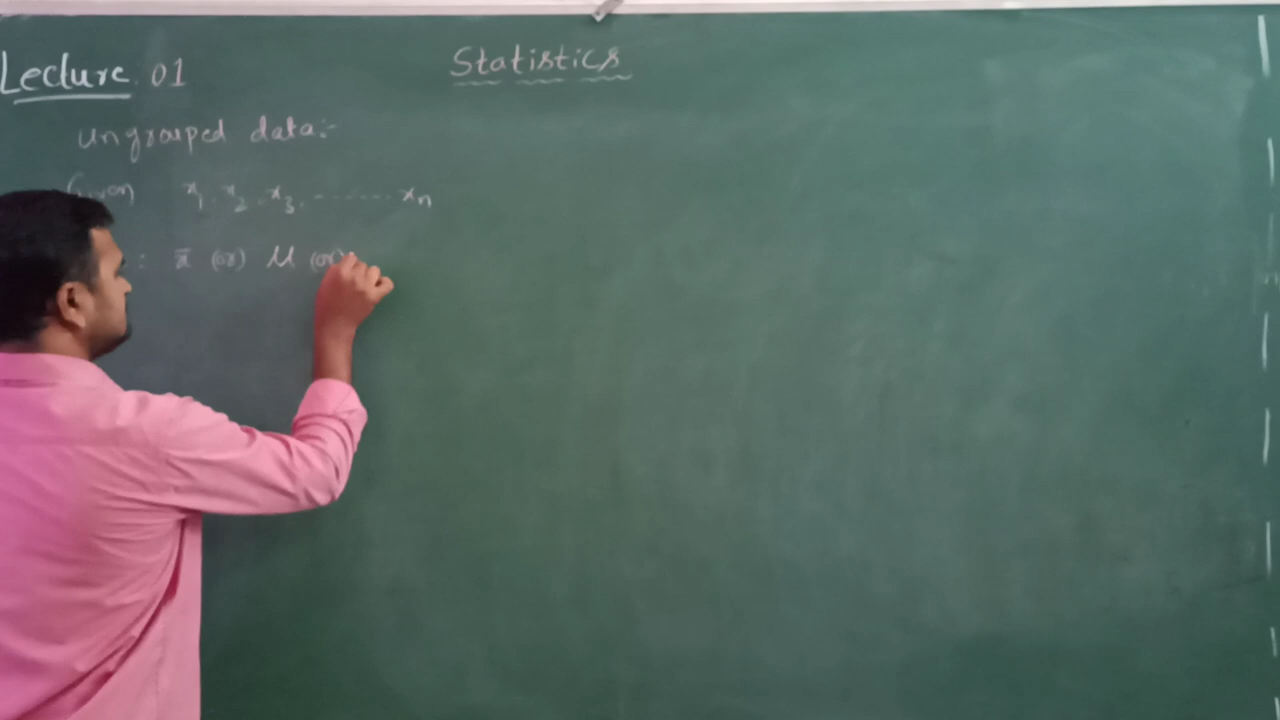 Lecture. 01
Statistics
ungrouped data:-
Given x₁, x₂, x₃, ....... xₙ
: x̄ (or) M (or)